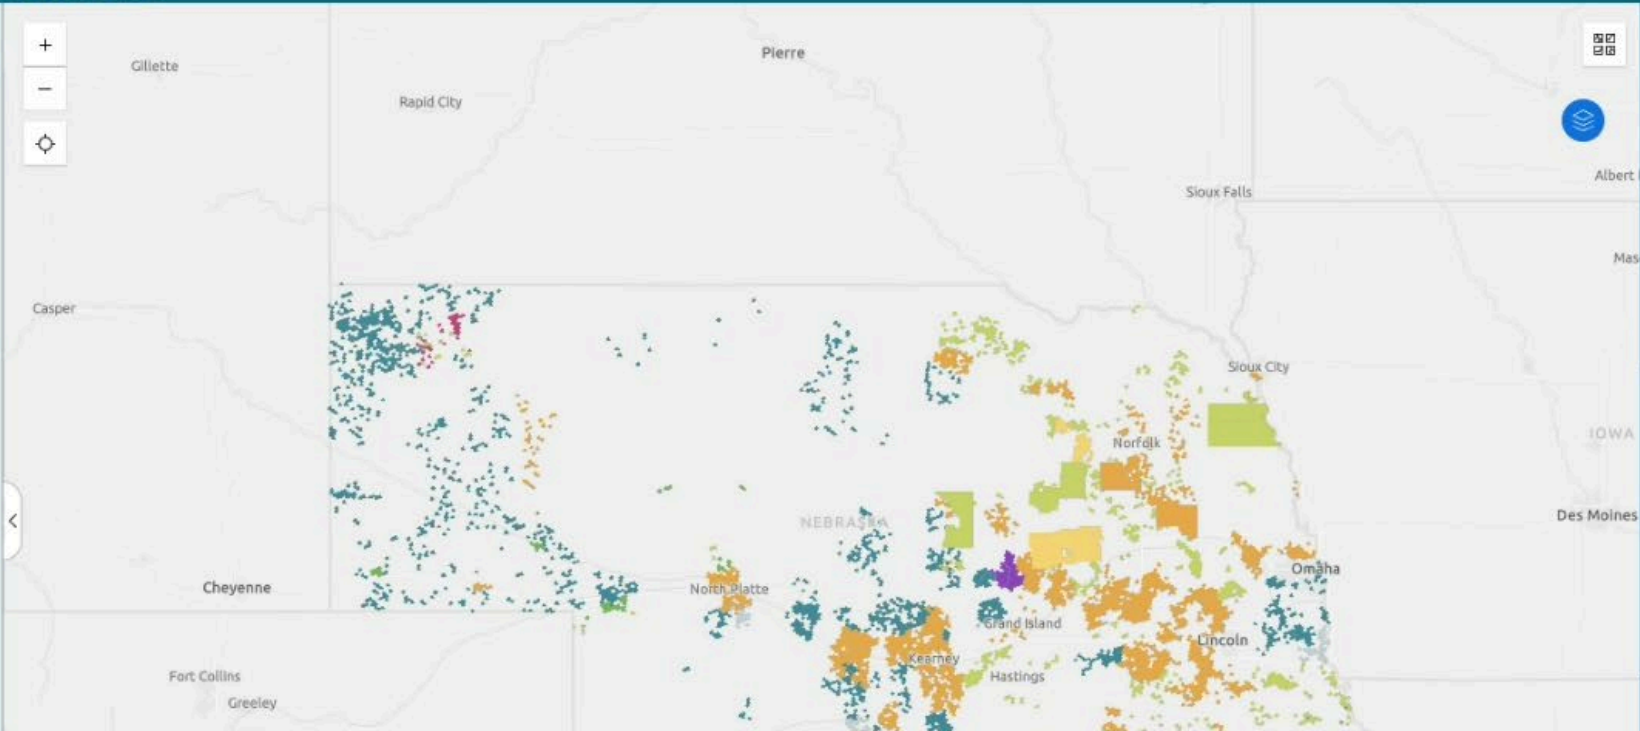 +
Pierre
Gillette
−
Rapid City
Albert
Sioux Falls
Mas
Casper
Sioux City
IOWA
Norfolk
Des Moines
NEBRASKA
Omaha
Cheyenne
North Platte
Grand Island
Lincoln
Kearney
Fort Collins
Hastings
Greeley